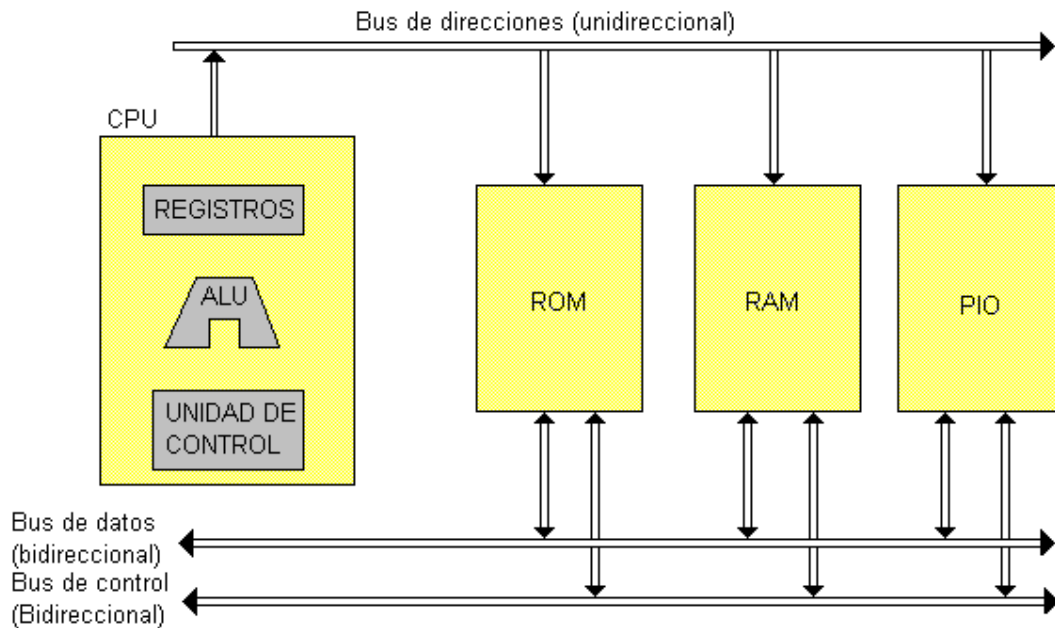 Bus de direcciones (unidireccional)
CPU
REGISTROS
ALU
UNIDAD DE
CONTROL
ROM
RAM
PIO
Bus de datos
(bidireccional)
Bus de control
(Bidireccional)